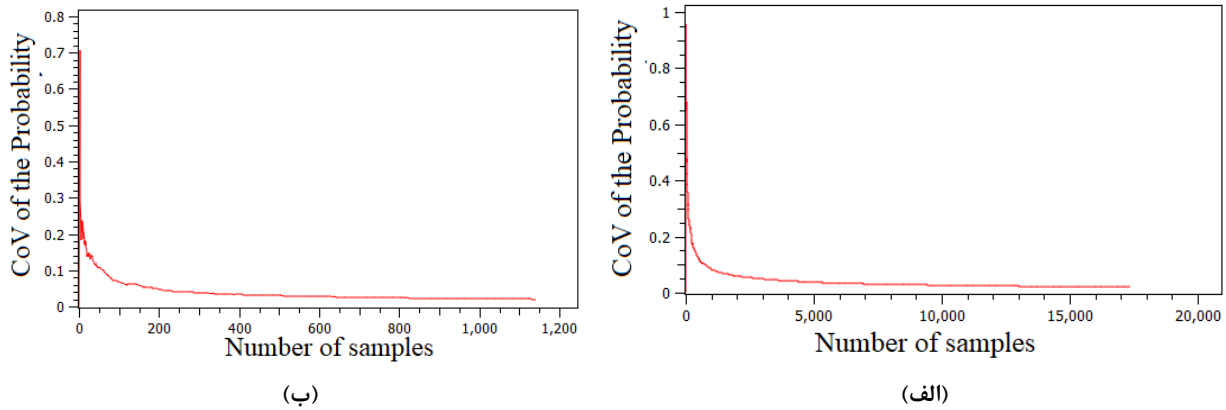 CoV of the Probability
0.8
0.7
0.6
0.5
0.4
0.3
0.2
0.1
0
0 200 400 600 800 1,000 1,200
Number of samples
(ب)
CoV of the Probability
1
0.8
0.6
0.4
0.2
0
0 5,000 10,000 15,000 20,000
Number of samples
(الف)